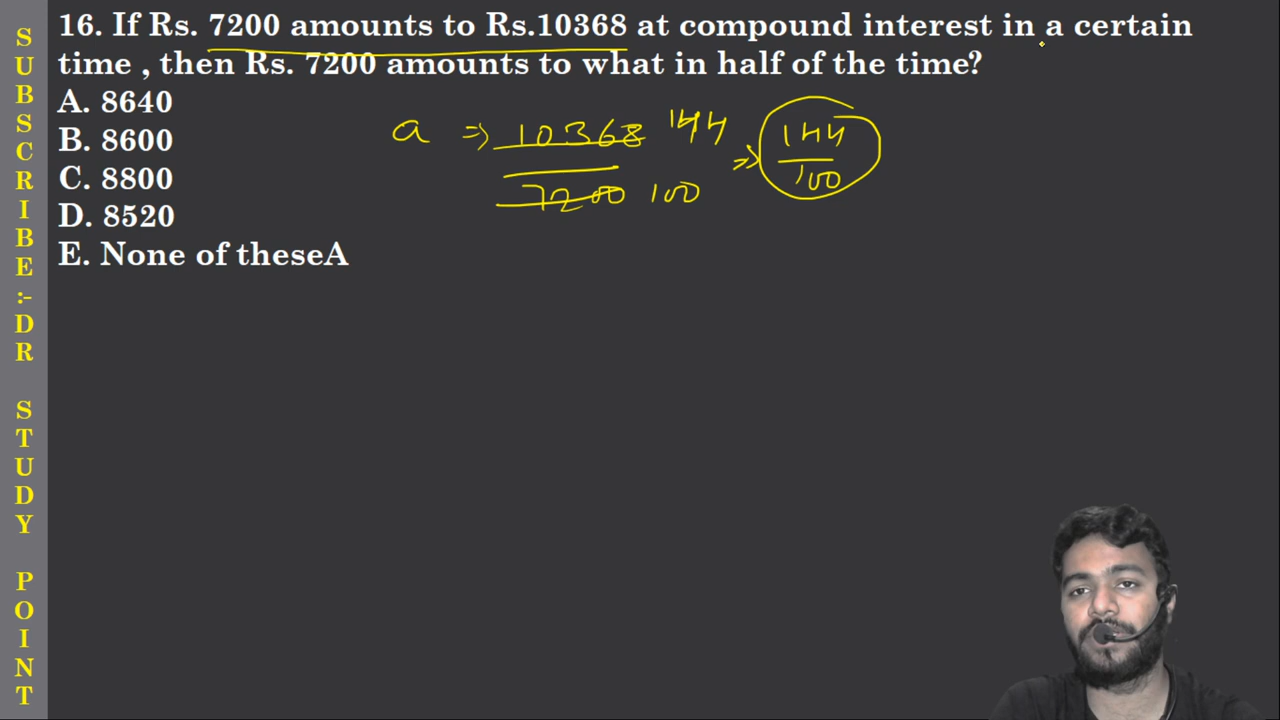 SUBSCRIBE:-DR STUDY POINT
16. If Rs. 7200 amounts to Rs.10368 at compound interest in a certain
time , then Rs. 7200 amounts to what in half of the time?
A. 8640
B. 8600
C. 8800
D. 8520
E. None of theseA
a ⇒ 10368 144
7200 100
⇒ 144
100